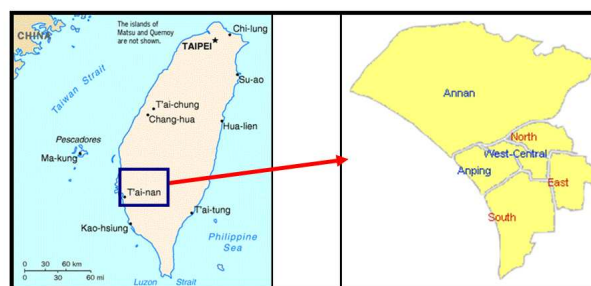 The islands of
Matsu and Quemoy
are not shown.
CHINA
Chi-lung
TAIPEI
Taiwan Strait
Su-ao
T'ai-chung
Chang-hua
Hua-lien
Pescadores
Ma-kung
T'ai-nan
T'ai-tung
Kao-hsiung
Philippine
Sea
0 30 60 km
0 30 60 mi
Luzon Strait
Annan
North
West-Central
Anping
East
South